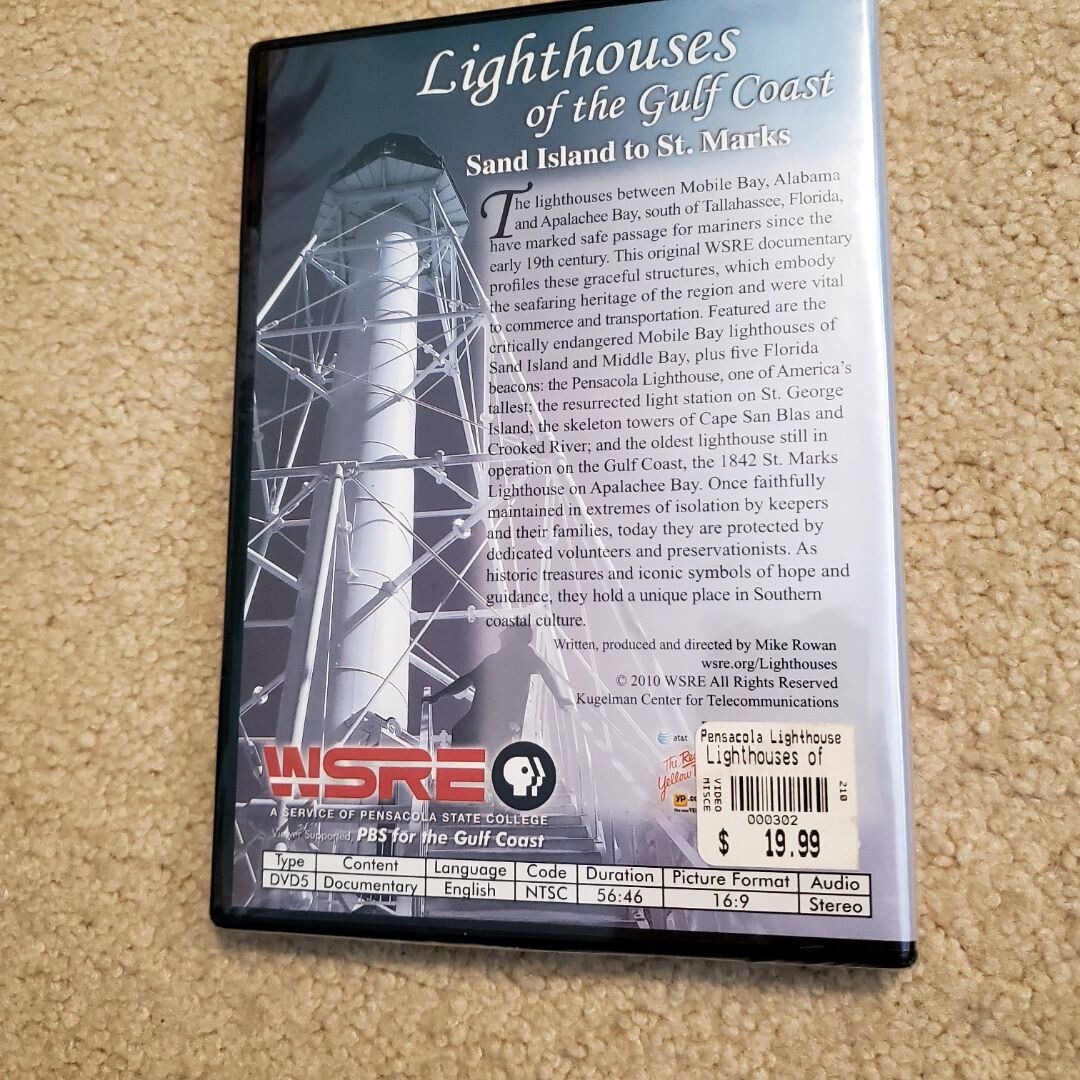 Lighthouses
of the Gulf Coast
Sand Island to St. Marks
The lighthouses between Mobile Bay, Alabama
and Apalachee Bay, south of Tallahassee, Florida,
have marked safe passage for mariners since the
early 19th century. This original WSRE documentary
profiles these graceful structures, which embody
the seafaring heritage of the region and were vital
to commerce and transportation. Featured are the
critically endangered Mobile Bay lighthouses of
Sand Island and Middle Bay, plus five Florida
beacons: the Pensacola Lighthouse, one of America's
tallest; the resurrected light station on St. George
Island; the skeleton towers of Cape San Blas and
Crooked River; and the oldest lighthouse still in
operation on the Gulf Coast, the 1842 St. Marks
Lighthouse on Apalachee Bay. Once faithfully
maintained in extremes of isolation by keepers
and their families, today they are protected by
dedicated volunteers and preservationists. As
historic treasures and iconic symbols of hope and
guidance, they hold a unique place in Southern
coastal culture.
Written, produced and directed by Mike Rowan
wsre.org/Lighthouses
© 2010 WSRE All Rights Reserved
Kugelman Center for Telecommunications
at&t
The Re
Yellow
yp.co
Pensacola Lighthouse
Lighthouses of
VIDEO
MISCE
210
000302
$ 19.99
WSRE PBS
A SERVICE OF PENSACOLA STATE COLLEGE
Viewer Supported, PBS for the Gulf Coast
Type Content Language Code Duration Picture Format Audio
DVD5 Documentary English NTSC 56:46 16:9 Stereo